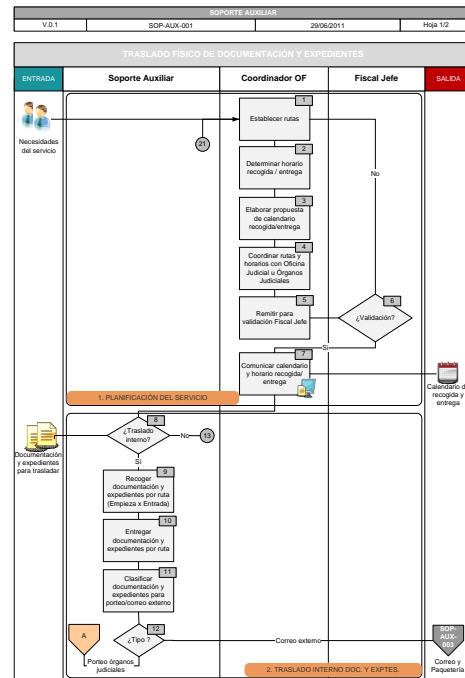 SOPORTE AUXILIAR
V.0.1 SOP-AUX-001 29/06/2011 Hoja 1/2
TRASLADO FÍSICO DE DOCUMENTACIÓN Y EXPEDIENTES
ENTRADA Soporte Auxiliar Coordinador OF Fiscal Jefe SALIDA
Necesidades
del servicio
21
1
Establecer rutas
2
Determinar horario
recogida / entrega
No
3
Elaborar propuesta
de calendario
recogida/entrega
4
Coordinar rutas y
horarios con Oficina
Judicial u Órganos
Judiciales
5
Remitir para
validación Fiscal Jefe
6
¿Validación?
Si
7
Comunicar calendario
y horario recogida/
entrega
Calendario de
recogida y
entrega
1. PLANIFICACIÓN DEL SERVICIO
Documentación
y expedientes
para trasladar
8
¿Traslado
interno?
No
13
Sí
9
Recoger
documentación y
expedientes por ruta
(Empieza x Entrada)
10
Entregar
documentación y
expedientes por ruta
11
Clasificar
documentación y
expedientes para
porteo/correo externo
12
¿Tipo ?
A
Porteo órganos
judiciales
Correo externo
SOP-
AUX-
003
Correo y
Paquetería
2. TRASLADO INTERNO DOC. Y EXPTES.